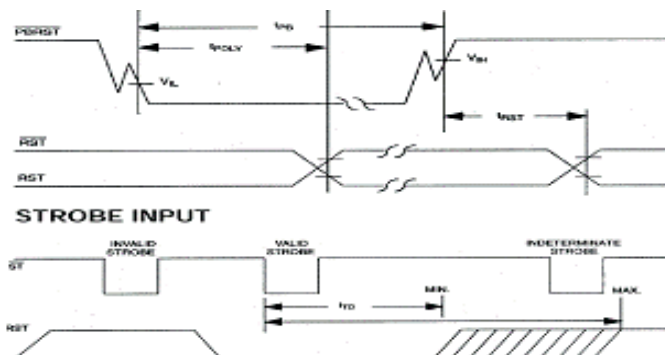 tPB
PBRST
tPDLY
VIH
VIL
tRST
RST
RST
STROBE INPUT
INVALID STROBE
VALID STROBE
INDETERMINATE STROBE
ST
MIN.
MAX.
tTD
RST